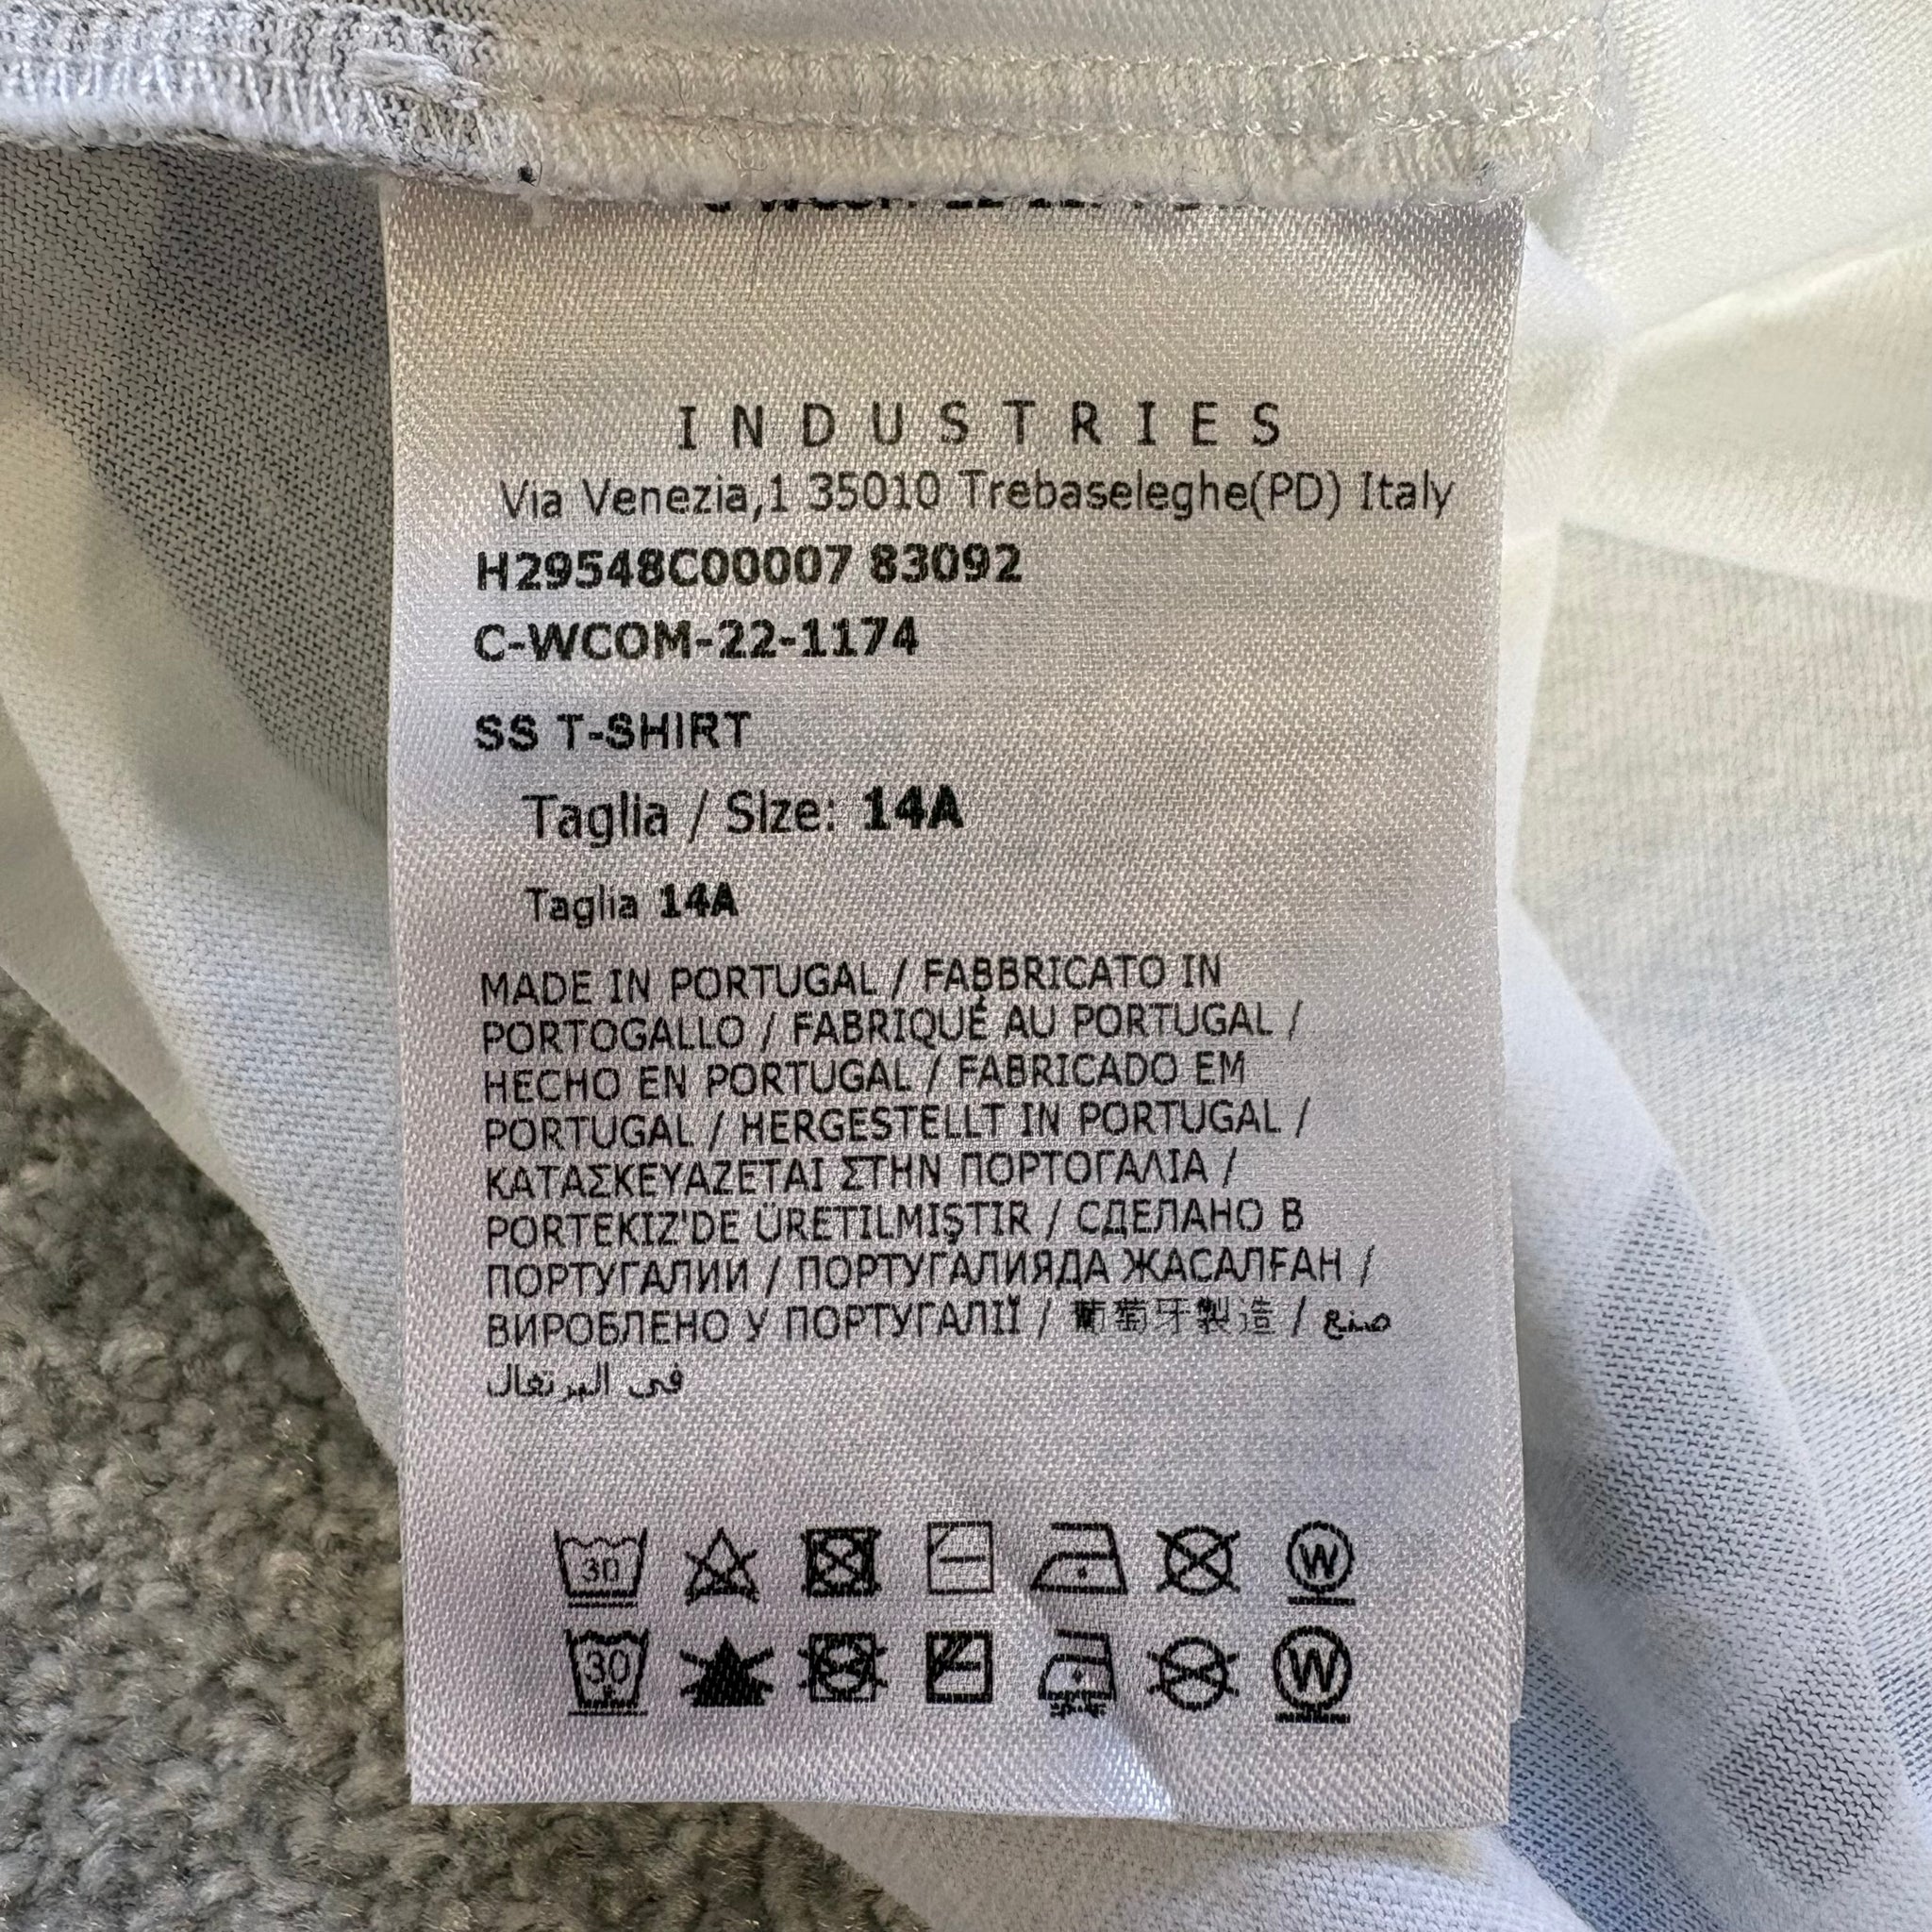 INDUSTRIES
Via Venezia,1 35010 Trebaseleghe(PD) Italy
H29548C00007 83092
C-WCOM-22-1174
SS T-SHIRT
Taglia / Size: 14A
Taglia 14A
MADE IN PORTUGAL / FABBRICATO IN
PORTOGALLO / FABRIQUÉ AU PORTUGAL /
HECHO EN PORTUGAL / FABRICADO EM
PORTUGAL / HERGESTELLT IN PORTUGAL /
ΚΑΤΑΣΚΕΥΑΖΕΤΑΙ ΣΤΗΝ ΠΟΡΤΟΓΑΛΙΑ /
PORTEKIZ'DE ÜRETILMIŞTIR / СДЕЛАНО В
ПОРТУГАЛИИ / ПОРТУГАЛИЯДА ЖАСАЛҒАН /
ВИРОБЛЕНО У ПОРТУГАЛІЇ / 葡萄牙製造 / صنع
في البرتغال
30 W
30 W